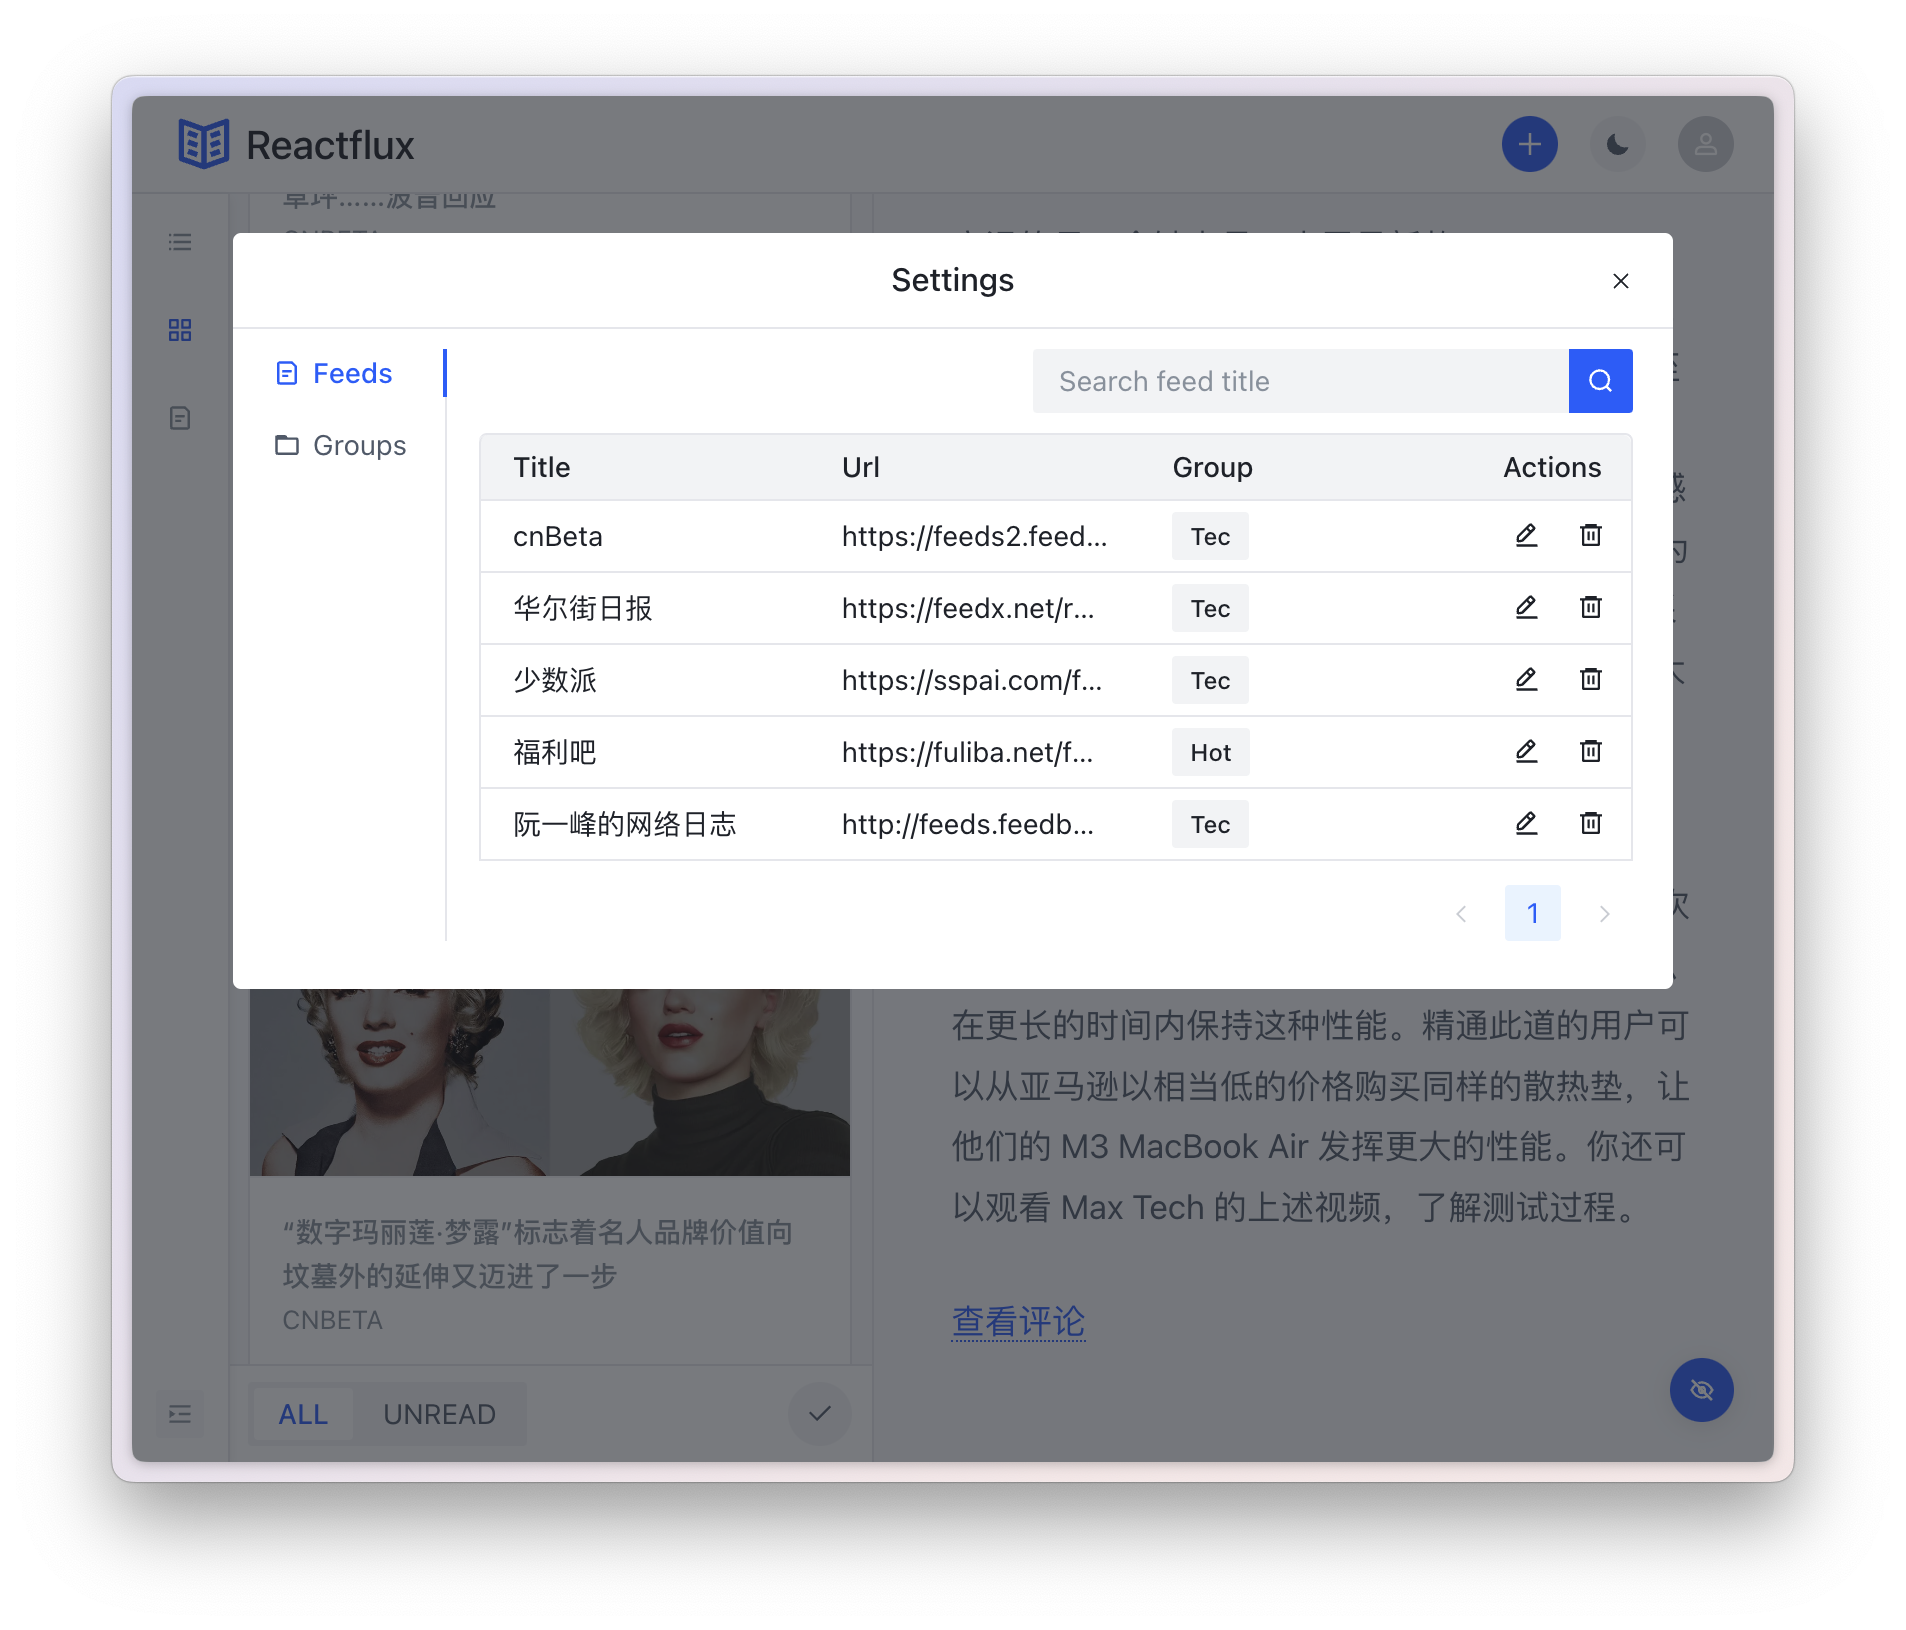 Reactflux
Settings
Feeds
Groups
Search feed title
Title Url Group Actions
cnBeta https://feeds2.feed... Tec
华尔街日报 https://feedx.net/r... Tec
少数派 https://sspai.com/f... Tec
福利吧 https://fuliba.net/f... Hot
阮一峰的网络日志 http://feeds.feedb... Tec
1
“数字玛丽莲·梦露”标志着名人品牌价值向
坟墓外的延伸又迈进了一步
CNBETA
ALL UNREAD
在更长的时间内保持这种性能。精通此道的用户可
以从亚马逊以相当低的价格购买同样的散热垫，让
他们的 M3 MacBook Air 发挥更大的性能。你还可
以观看 Max Tech 的上述视频，了解测试过程。
查看评论